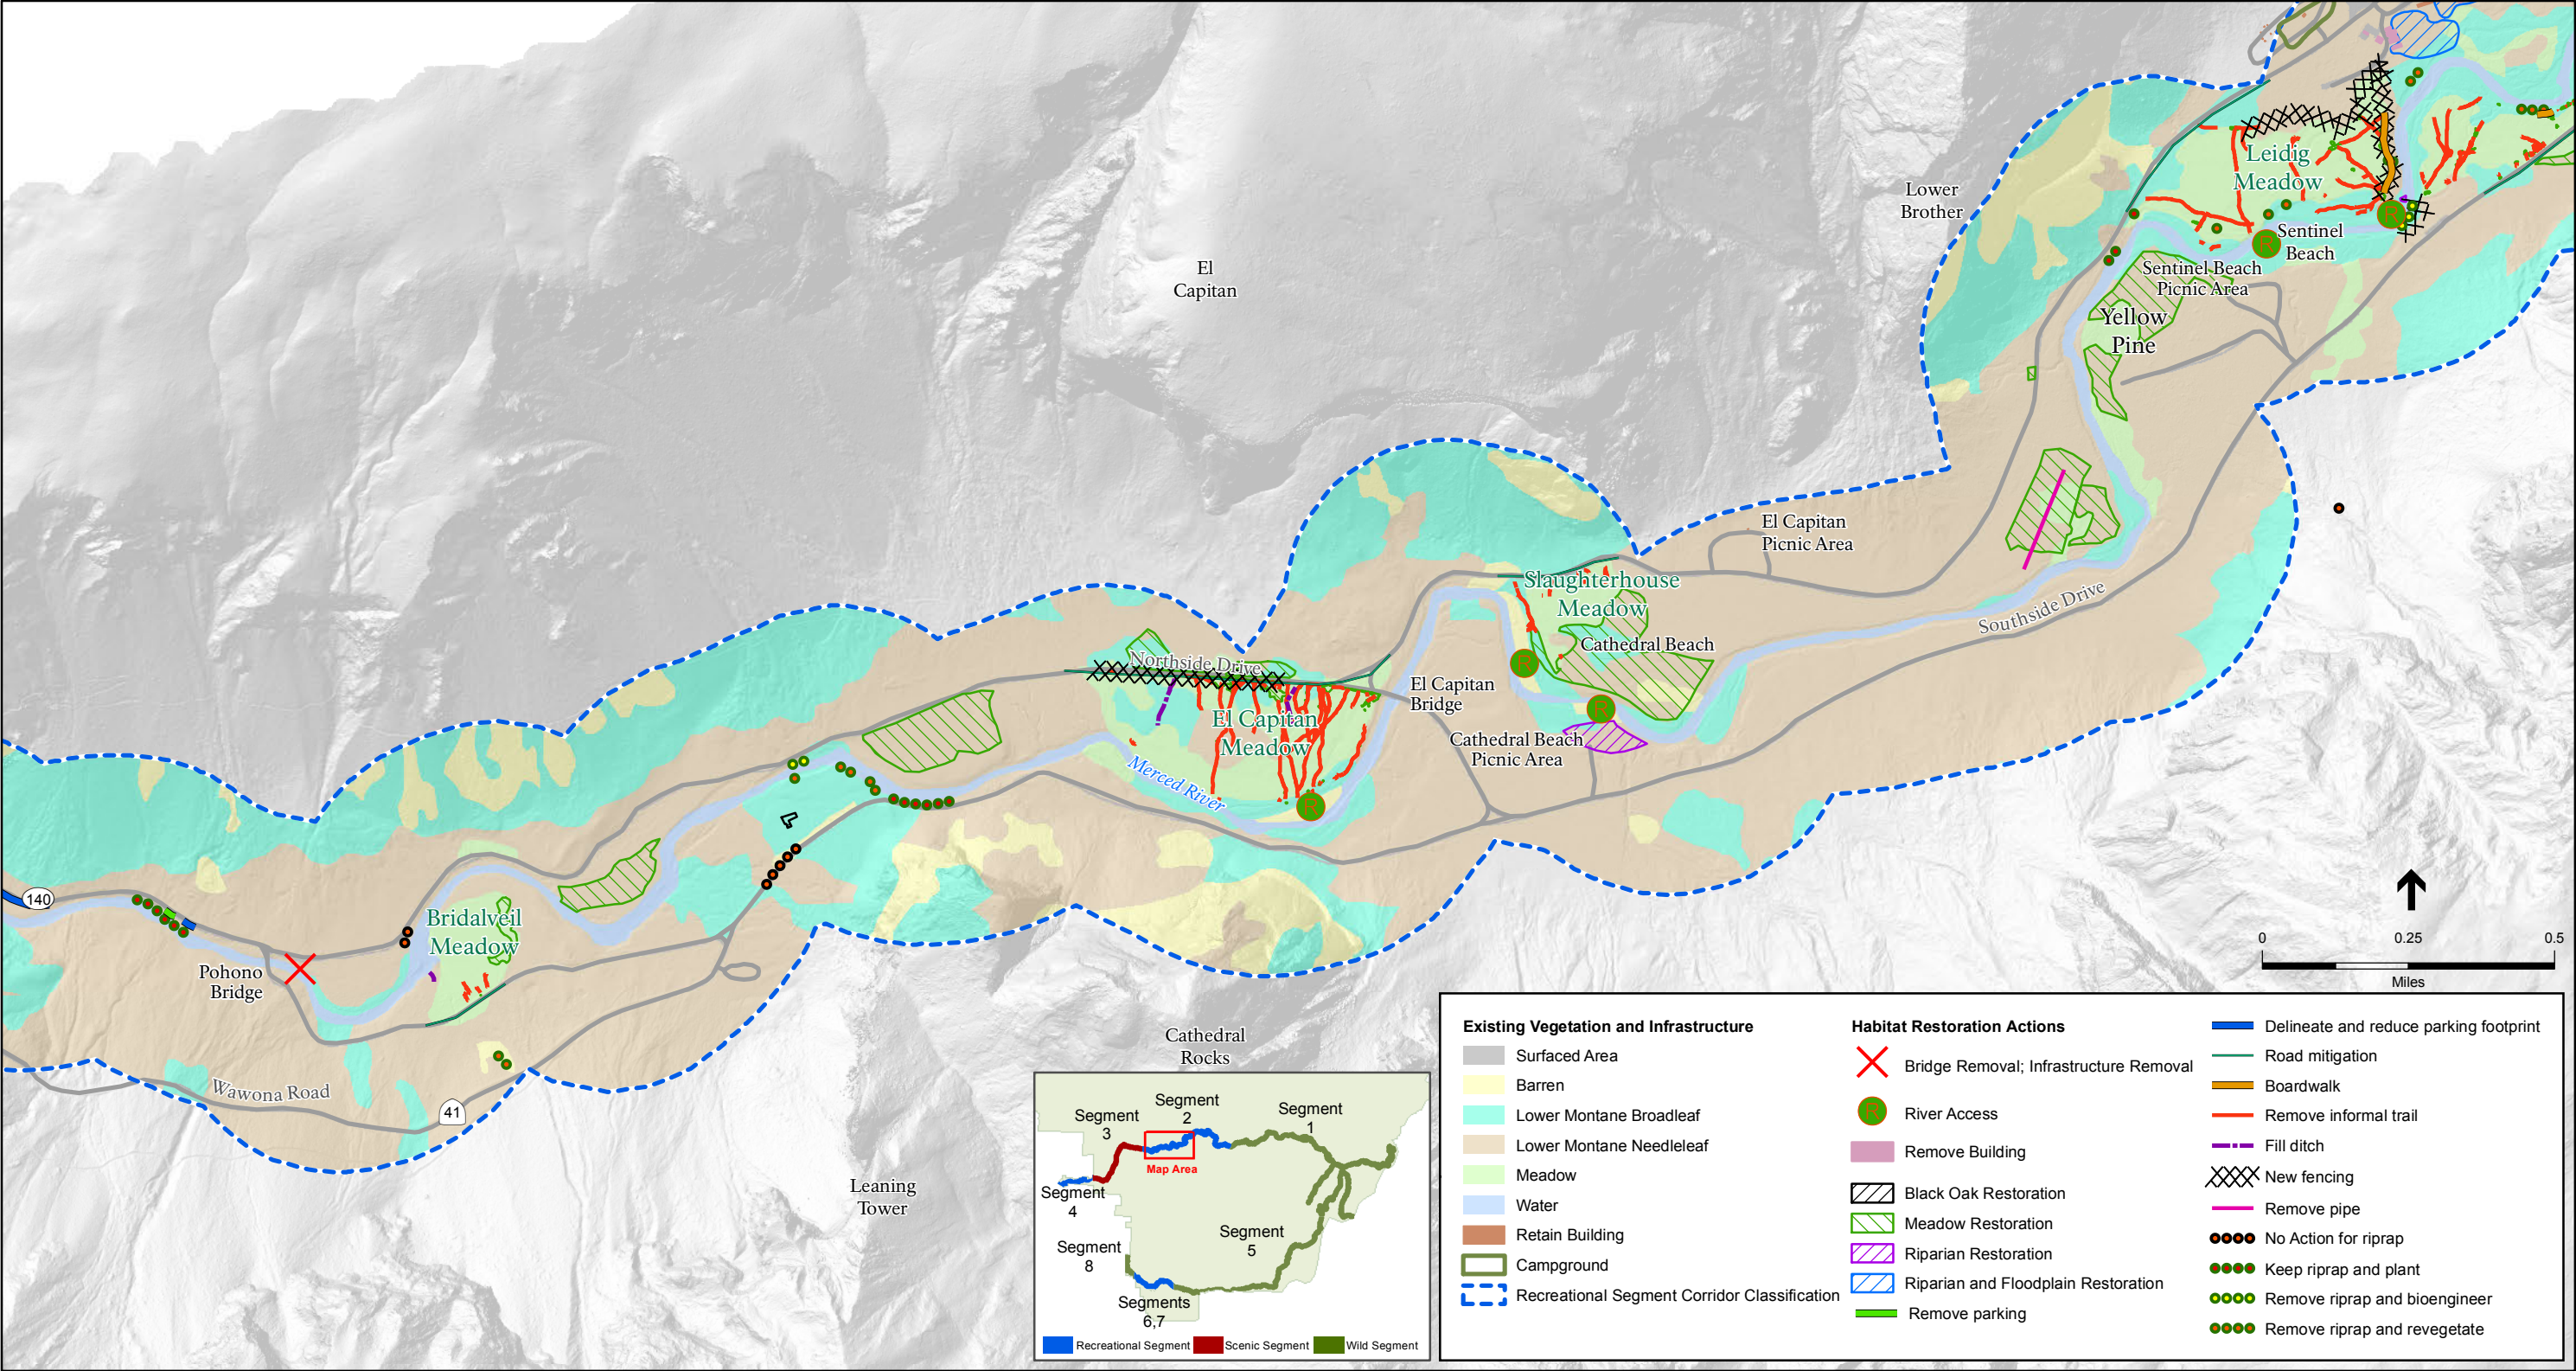 Lower
Brother
Leidig
Meadow
Sentinel
Beach
Sentinel Beach
Picnic Area
Yellow
Pine
El
Capitan
El Capitan
Picnic Area
Slaughterhouse
Meadow
Cathedral Beach
Southside Drive
Northside Drive
El Capitan
Bridge
El Capitan
Meadow
Cathedral Beach
Picnic Area
Merced River
140
Bridalveil
Meadow
Pohono
Bridge
Wawona Road
41
Cathedral
Rocks
Leaning
Tower
R
R
R
R
R
0 0.25 0.5
Miles
Segment
1
Segment
2
Segment
3
Map Area
Segment
4
Segment
5
Segment
8
Segments
6,7
Recreational Segment Scenic Segment Wild Segment
Existing Vegetation and Infrastructure
Surfaced Area
Barren
Lower Montane Broadleaf
Lower Montane Needleleaf
Meadow
Water
Retain Building
Campground
Recreational Segment Corridor Classification
Habitat Restoration Actions
Bridge Removal; Infrastructure Removal
R River Access
Remove Building
Black Oak Restoration
Meadow Restoration
Riparian Restoration
Riparian and Floodplain Restoration
Remove parking
Delineate and reduce parking footprint
Road mitigation
Boardwalk
Remove informal trail
Fill ditch
New fencing
Remove pipe
No Action for riprap
Keep riprap and plant
Remove riprap and bioengineer
Remove riprap and revegetate